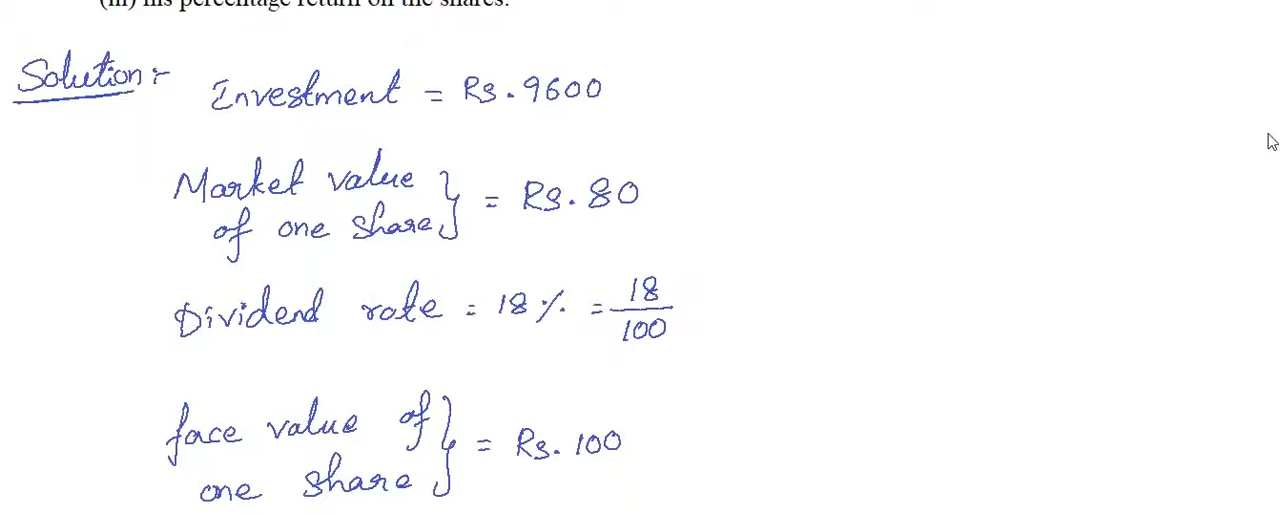 (iii) his percentage return on the shares.
Solution :-
Investment = Rs. 9600
Market value
of one share } = Rs. 80
Dividend rate = 18 % = 18/100
face value of
one share } = Rs. 100